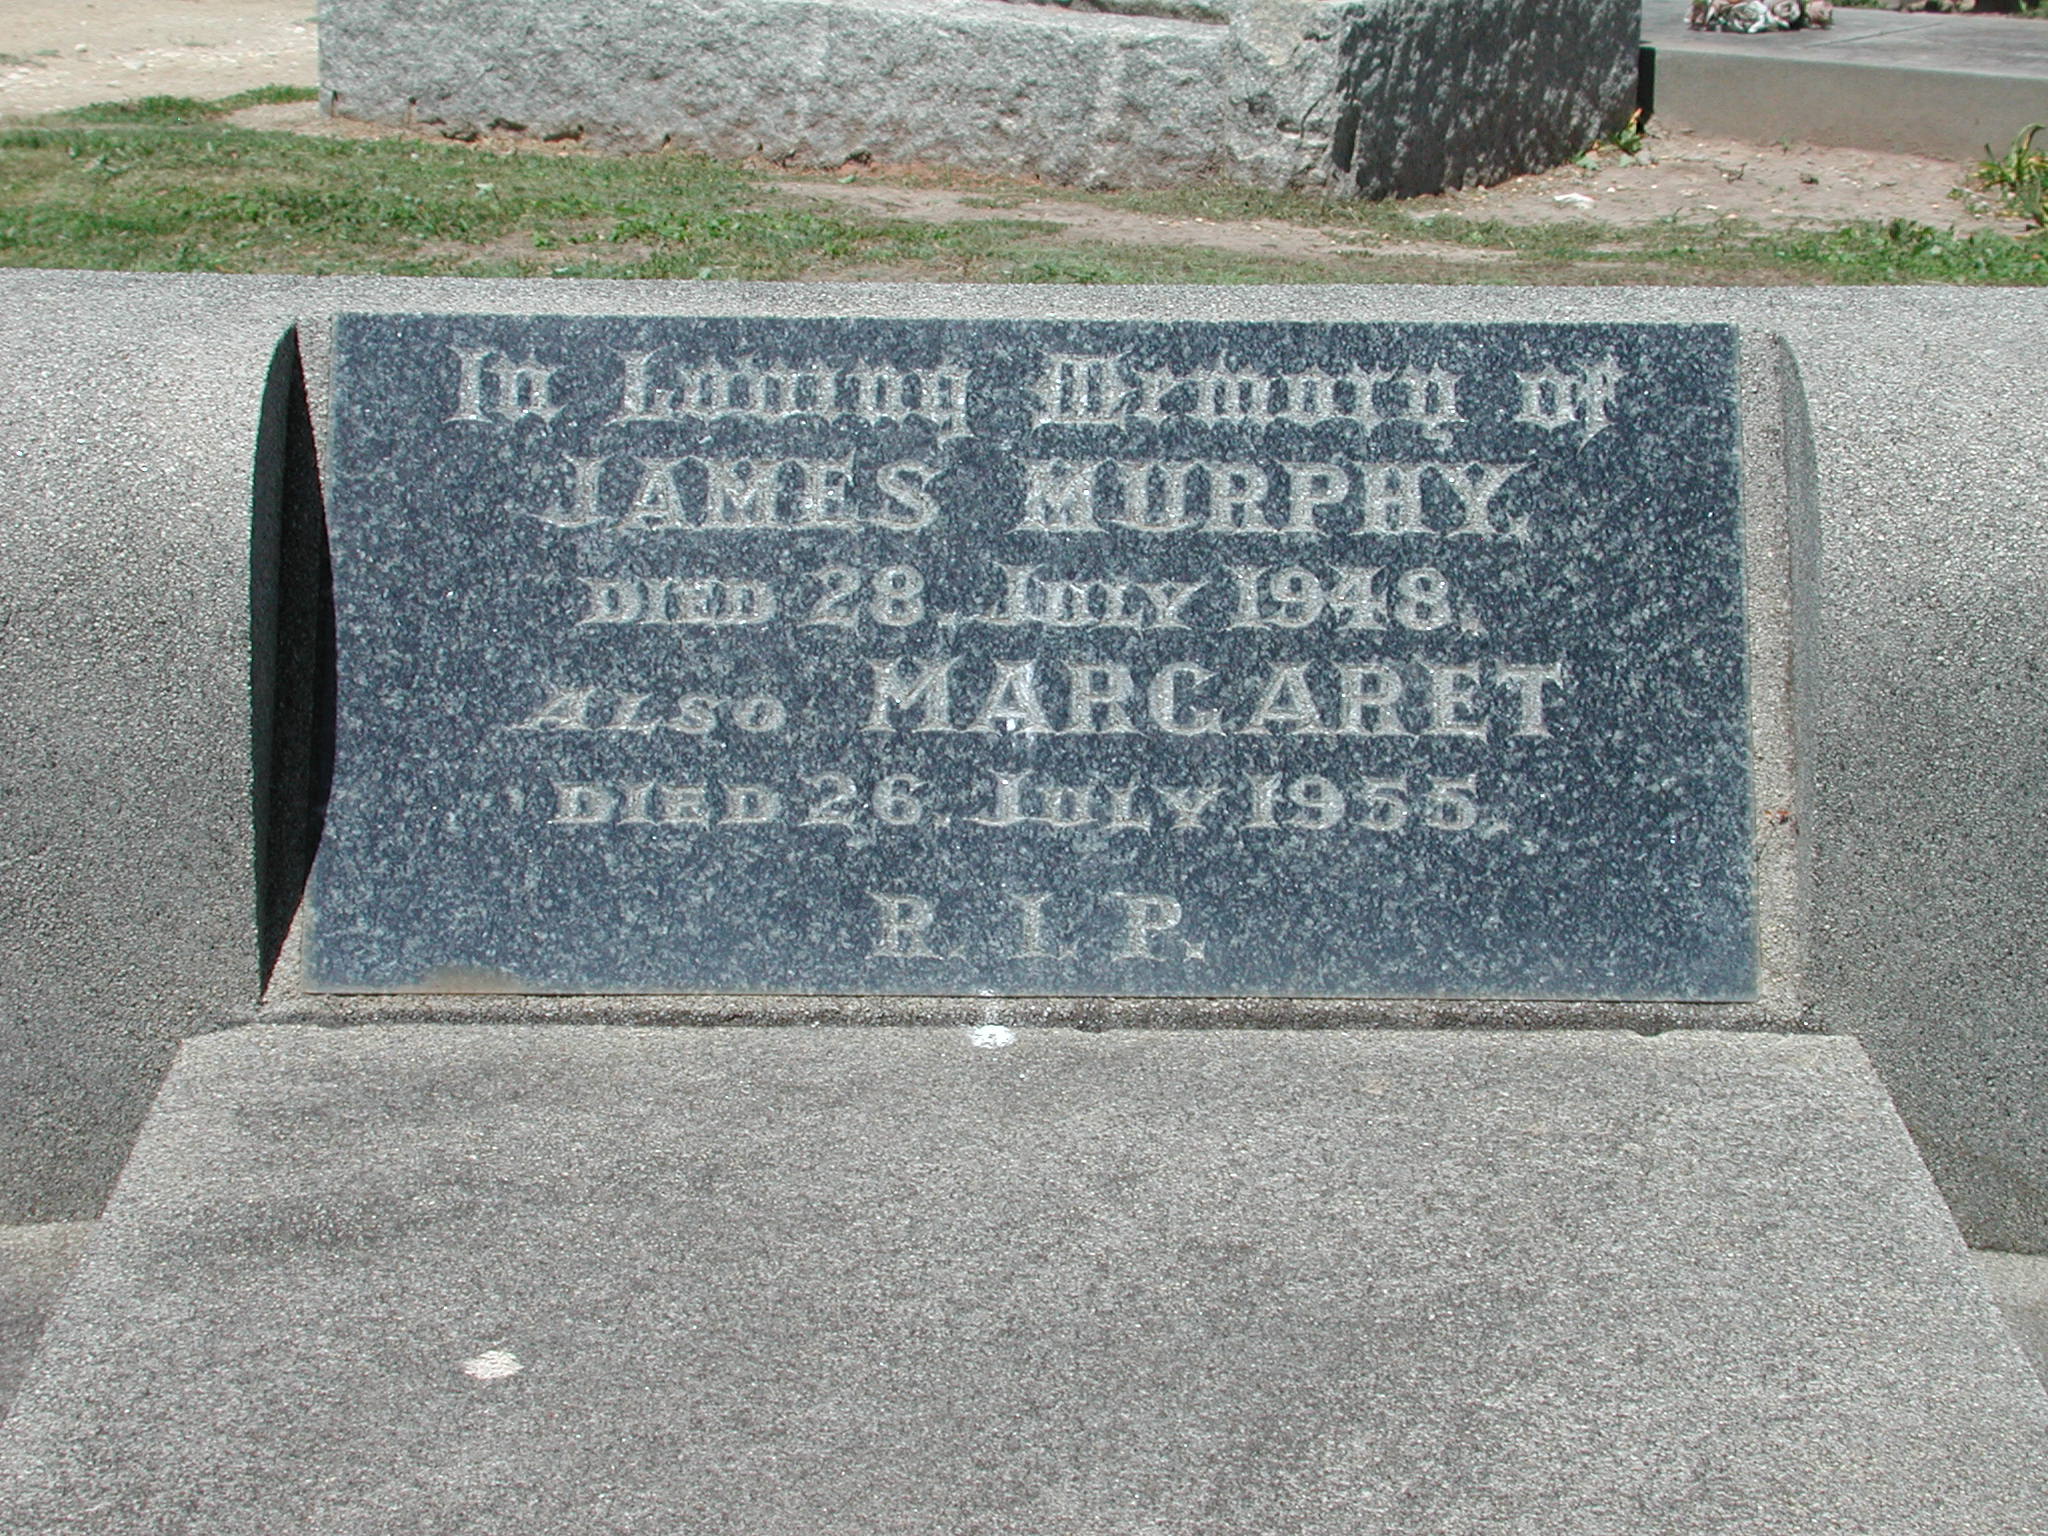 In Loving Memory of
JAMES MURPHY,
DIED 28. JULY 1948.
ALSO MARGARET
DIED 26. JULY 1955.
R. I. P.